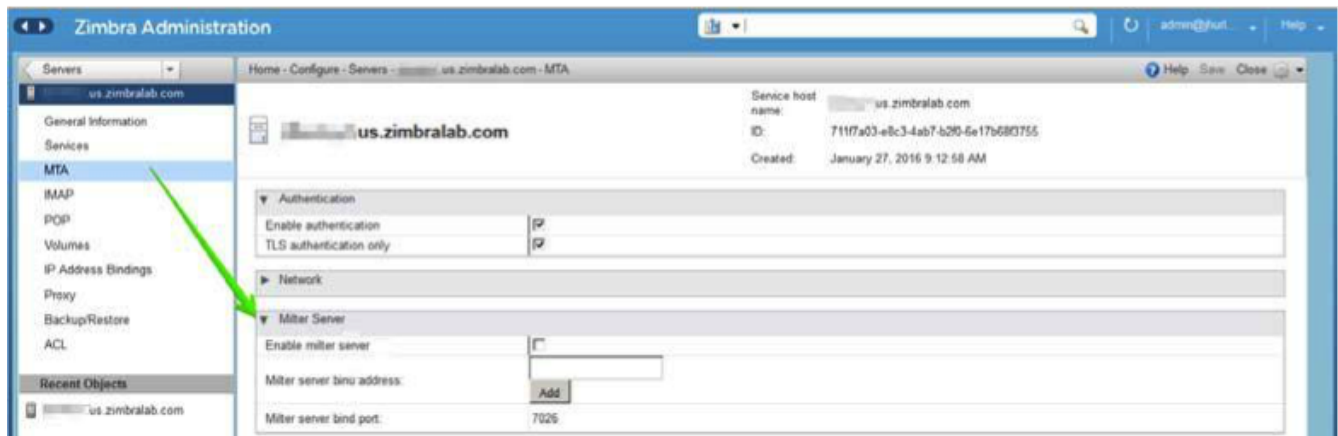 Zimbra Administration
admin@jhurl...
Help
Servers
Home - Configure - Servers - us.zimbralab.com - MTA
Help Save Close
us.zimbralab.com
General Information
Services
MTA
IMAP
POP
Volumes
IP Address Bindings
Proxy
Backup/Restore
ACL
Recent Objects
us.zimbralab.com
us.zimbralab.com
Service host name: us.zimbralab.com
ID: 711f7a03-e8c3-4ab7-b2f0-6e17b68f3755
Created: January 27, 2016 9:12:58 AM
Authentication
Enable authentication
TLS authentication only
Network
Milter Server
Enable milter server
Milter server binu address:
Add
Milter server bind port: 7026